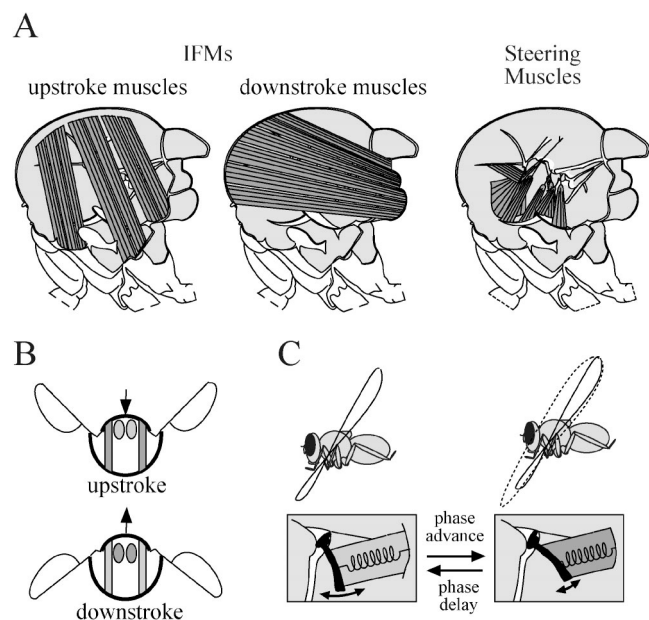 A
IFMs
upstroke muscles
downstroke muscles
Steering
Muscles
B
upstroke
downstroke
C
phase
advance
phase
delay